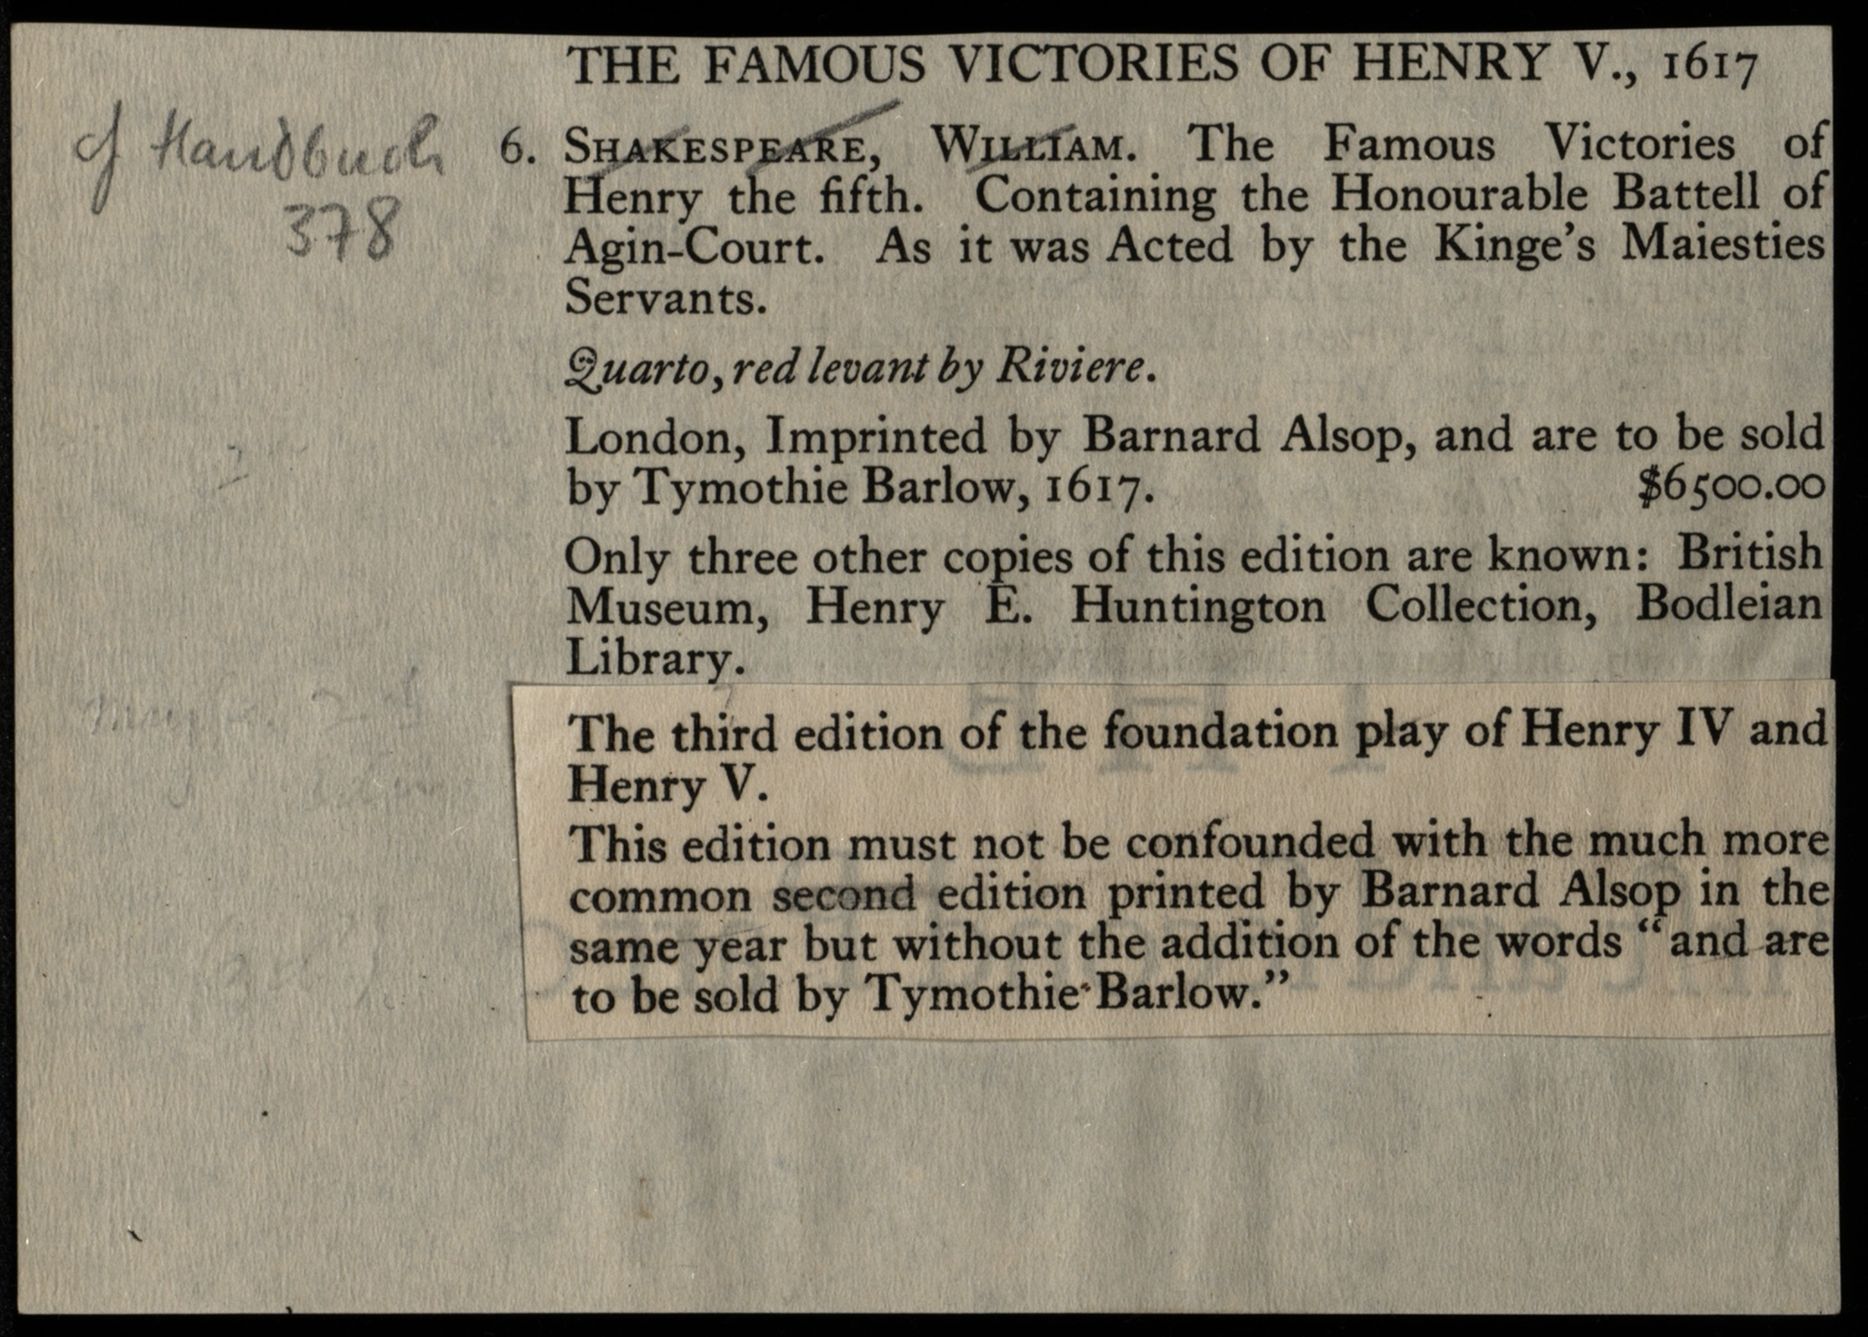 THE FAMOUS VICTORIES OF HENRY V., 1617
cf Handbuch
378
6. SHAKESPEARE, WILLIAM. The Famous Victories of
Henry the fifth. Containing the Honourable Battell of
Agin-Court. As it was Acted by the Kinge's Maiesties
Servants.
Quarto, red levant by Riviere.
London, Imprinted by Barnard Alsop, and are to be sold
by Tymothie Barlow, 1617. $6500.00
Only three other copies of this edition are known: British
Museum, Henry E. Huntington Collection, Bodleian
Library.
The third edition of the foundation play of Henry IV and
Henry V.
This edition must not be confounded with the much more
common second edition printed by Barnard Alsop in the
same year but without the addition of the words "and are
to be sold by Tymothie Barlow."